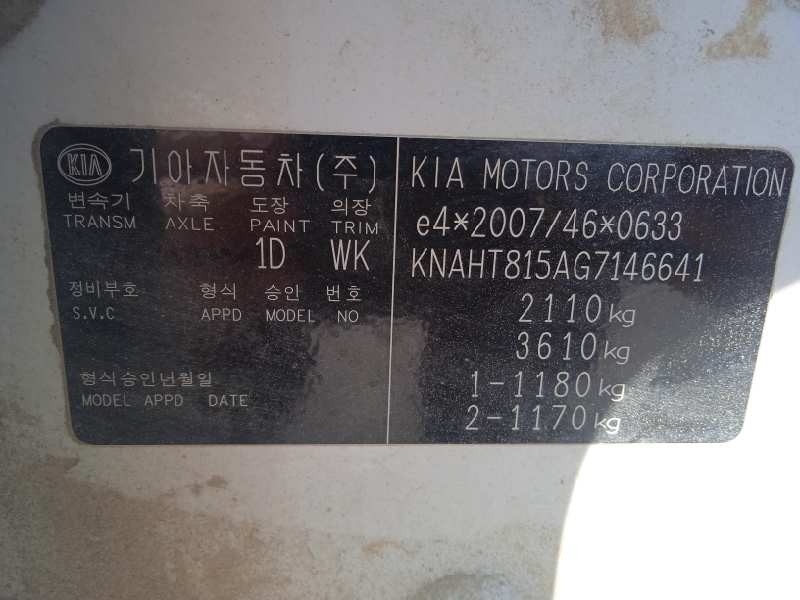 KIA 기아자동차(주)
변속기 차축 도장 의장
TRANSM AXLE PAINT TRIM
1D WK
정비부호 형식 승인 번호
S.V.C APPD MODEL NO
형식승인년월일
MODEL APPD DATE
KIA MOTORS CORPORATION
e4*2007/46*0633
KNAHT815AG7146641
2110kg
3610kg
1-1180kg
2-1170kg